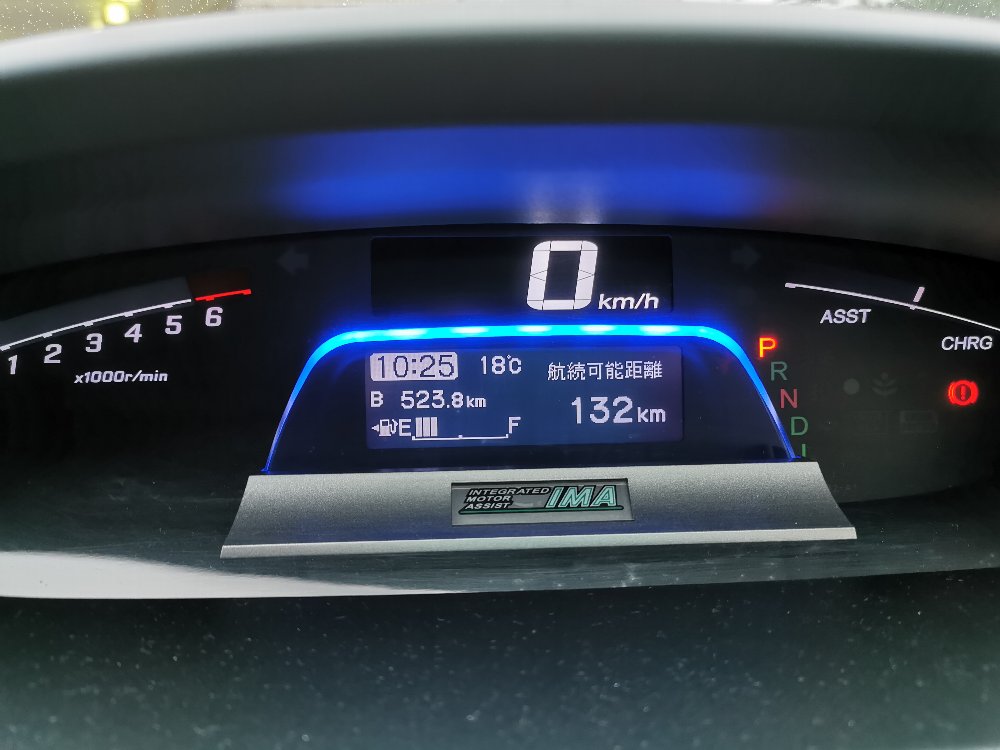 0 km/h
1 2 3 4 5 6
x1000r/min
ASST
CHRG
10:25 18℃ 航続可能距離
B 523.8km
132km
E F
P
R
N
D
INTEGRATED
MOTOR
ASSIST
IMA